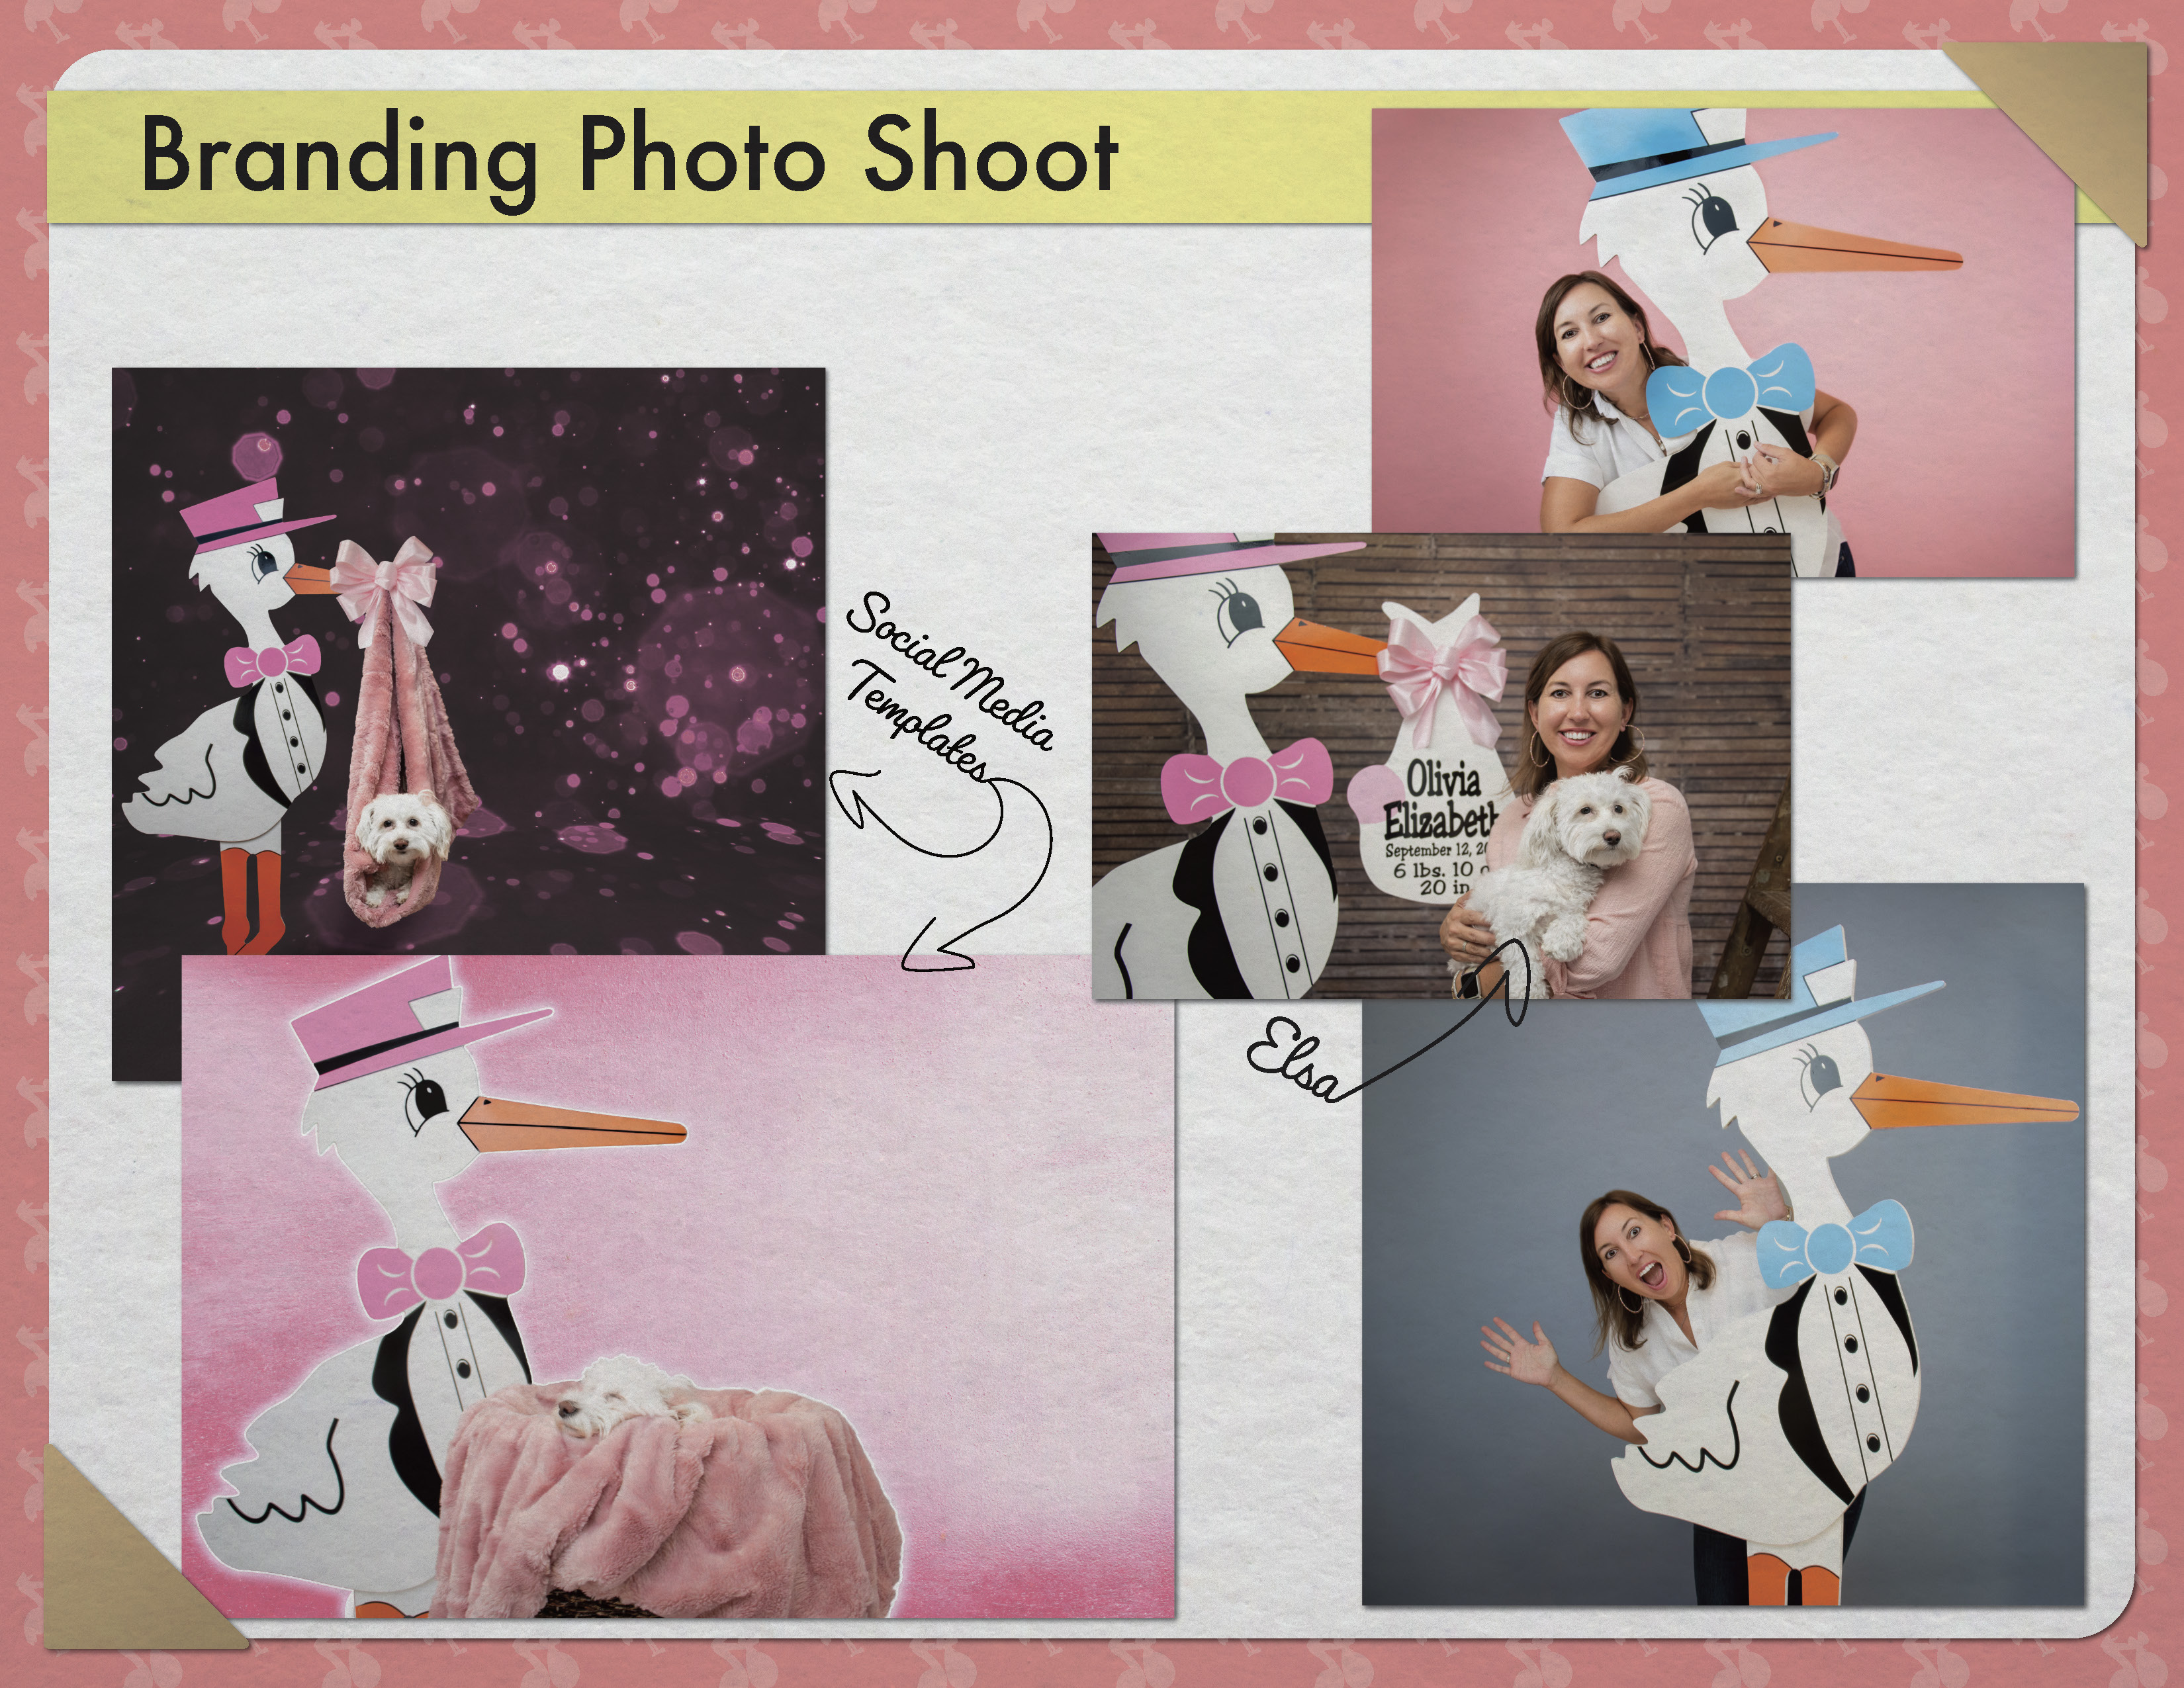 Branding Photo Shoot
Social Media
Templates
Olivia
Elizabeth
September 12, 20
6 lbs. 10
20 in
Elsa